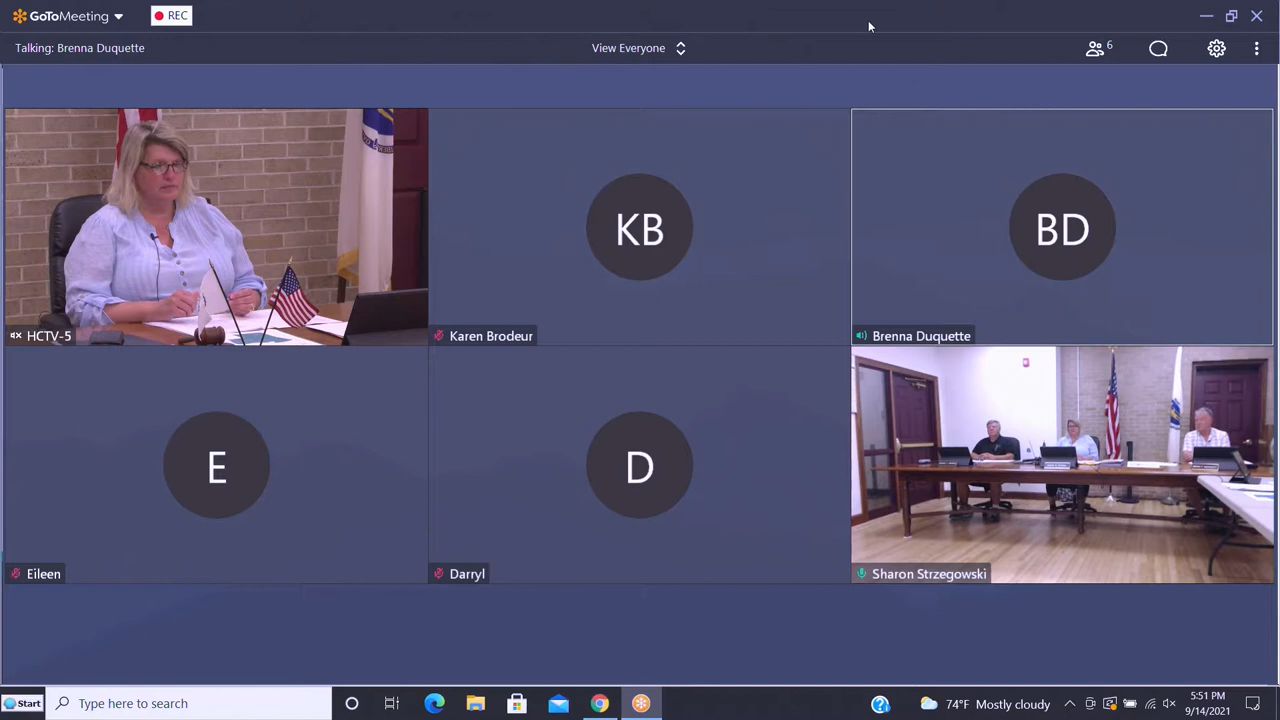 GoToMeeting
REC
Talking: Brenna Duquette
View Everyone
6
HCTV-5
KB
Karen Brodeur
BD
Brenna Duquette
E
Eileen
D
Darryl
Sharon Strzegowski
Start
Type here to search
74°F Mostly cloudy
5:51 PM
9/14/2021